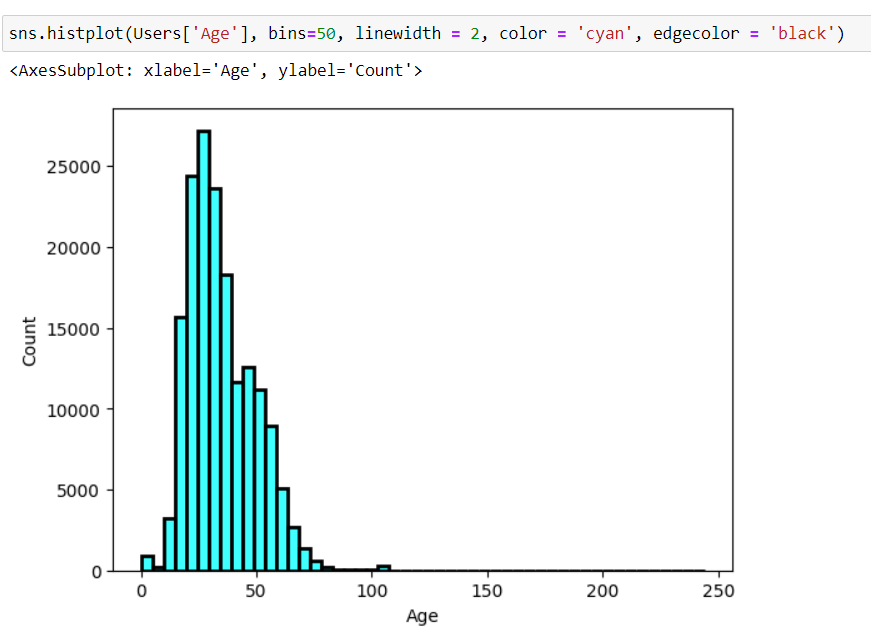 sns.histplot(Users['Age'], bins=50, linewidth = 2, color = 'cyan', edgecolor = 'black')
<AxesSubplot: xlabel='Age', ylabel='Count'>
25000
20000
15000
10000
5000
0
Count
0 50 100 150 200 250
Age